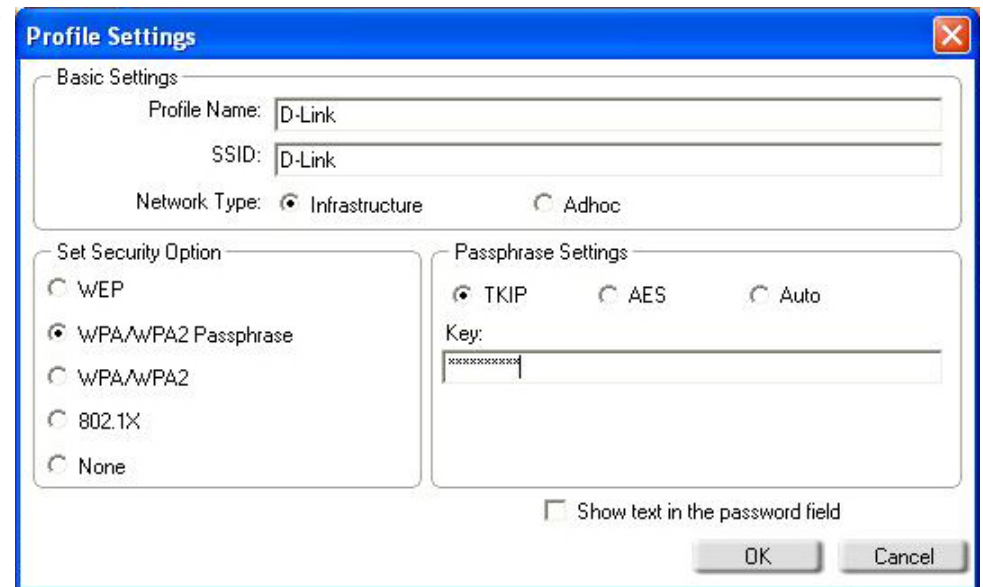 Profile Settings
Basic Settings
Profile Name: D-Link
SSID: D-Link
Network Type: Infrastructure Adhoc
Set Security Option
WEP
WPA/WPA2 Passphrase
WPA/WPA2
802.1X
None
Passphrase Settings
TKIP AES Auto
Key:
××××××××××
Show text in the password field
OK Cancel